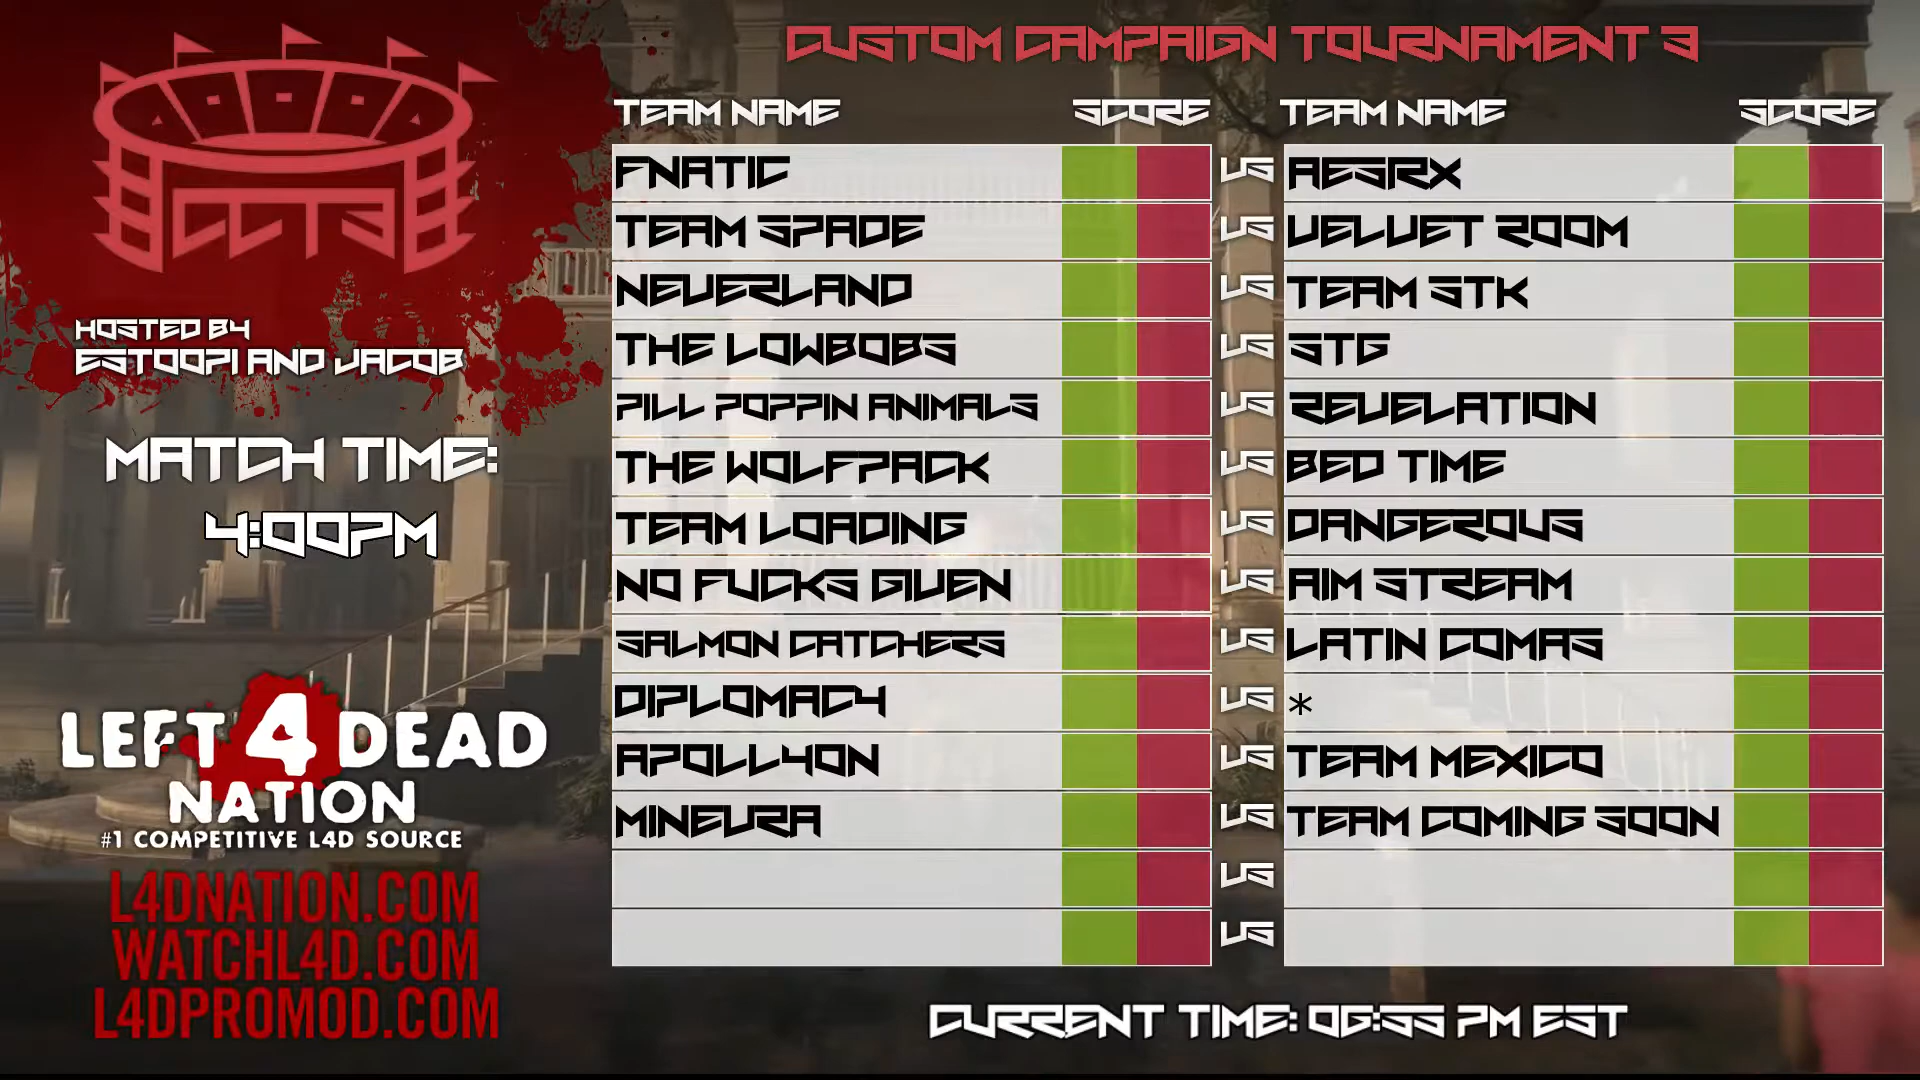 CUSTOM CAMPAIGN TOURNAMENT 3
CCT3
HOSTED BY
ESTOOPI AND JACOB
MATCH TIME:
4:00PM
LEFT 4 DEAD
NATION
#1 COMPETITIVE L4D SOURCE
L4DNATION.COM
WATCHL4D.COM
L4DPROMOD.COM
TEAM NAME SCORE TEAM NAME SCORE
FNATIC VS AESRX
TEAM SPADE VS VELVET ROOM
NEVERLAND VS TEAM STK
THE LOWBOBS VS STG
PILL POPPIN ANIMALS VS REVELATION
THE WOLFPACK VS BED TIME
TEAM LOADING VS DANGEROUS
NO FUCKS GIVEN VS AIM STREAM
SALMON CATCHERS VS LATIN COMAS
DIPLOMACY VS *
APOLLYON VS TEAM MEXICO
MINEURA VS TEAM COMING SOON
VS
VS
CURRENT TIME: 06:55 PM EST